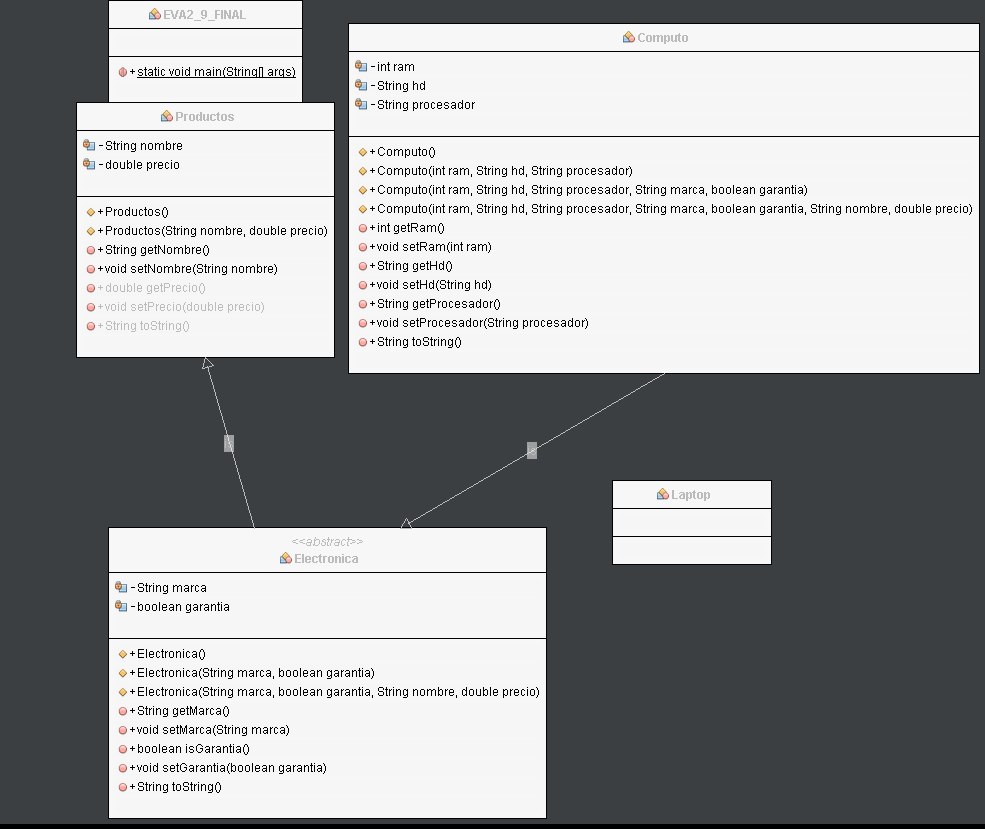 EVA2_9_FINAL
+ static void main(String[] args)
Productos
- String nombre
- double precio
+ Productos()
+ Productos(String nombre, double precio)
+ String getNombre()
+ void setNombre(String nombre)
+ double getPrecio()
+ void setPrecio(double precio)
+ String toString()
Computo
- int ram
- String hd
- String procesador
+ Computo()
+ Computo(int ram, String hd, String procesador)
+ Computo(int ram, String hd, String procesador, String marca, boolean garantia)
+ Computo(int ram, String hd, String procesador, String marca, boolean garantia, String nombre, double precio)
+ int getRam()
+ void setRam(int ram)
+ String getHd()
+ void setHd(String hd)
+ String getProcesador()
+ void setProcesador(String procesador)
+ String toString()
Laptop
<<abstract>>
Electronica
- String marca
- boolean garantia
+ Electronica()
+ Electronica(String marca, boolean garantia)
+ Electronica(String marca, boolean garantia, String nombre, double precio)
+ String getMarca()
+ void setMarca(String marca)
+ boolean isGarantia()
+ void setGarantia(boolean garantia)
+ String toString()